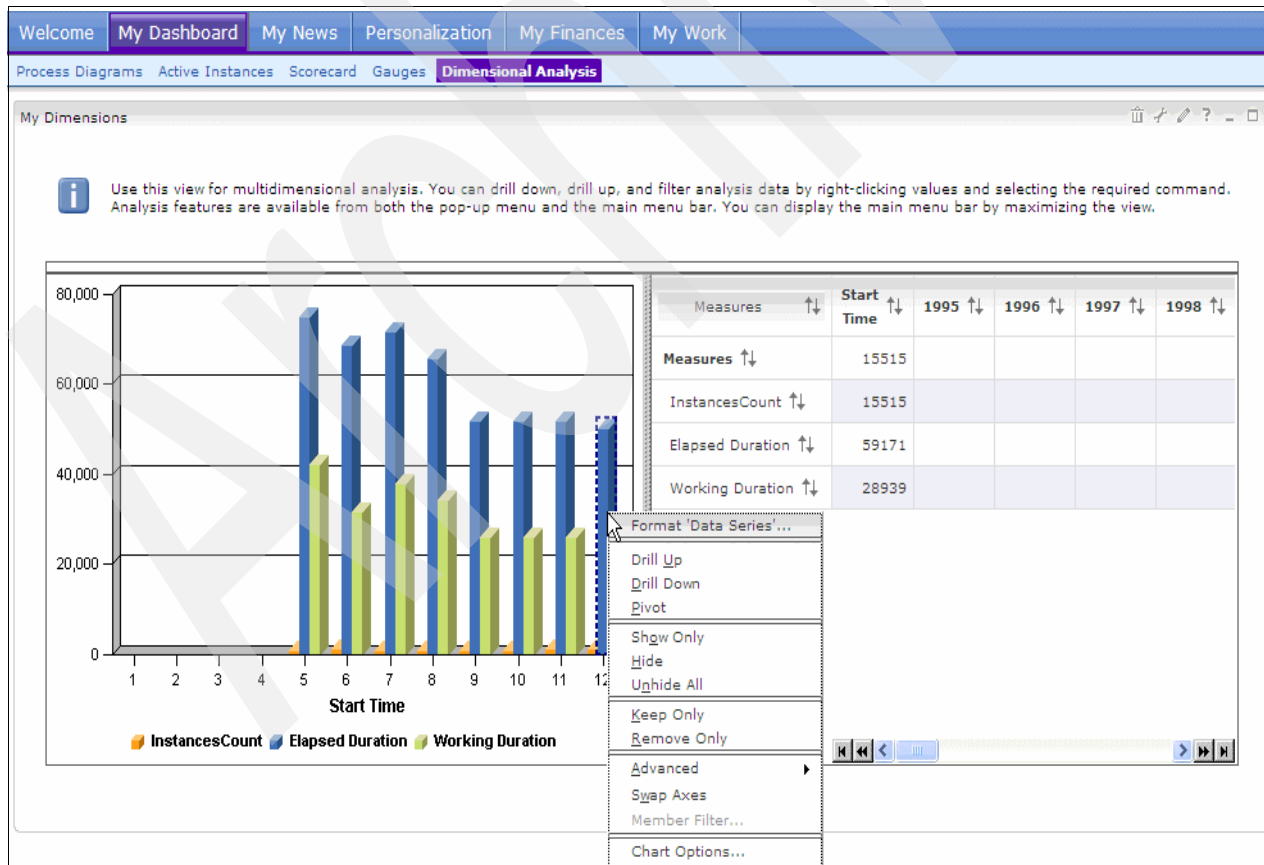 Welcome My Dashboard My News Personalization My Finances My Work
Process Diagrams Active Instances Scorecard Gauges Dimensional Analysis
My Dimensions
?
i
Use this view for multidimensional analysis. You can drill down, drill up, and filter analysis data by right-clicking values and selecting the required command.
Analysis features are available from both the pop-up menu and the main menu bar. You can display the main menu bar by maximizing the view.
80,000
60,000
40,000
20,000
0
1 2 3 4 5 6 7 8 9 10 11 12
Start Time
InstancesCount Elapsed Duration Working Duration
Measures Start Time 1995 1996 1997 1998
Measures 15515
InstancesCount 15515
Elapsed Duration 59171
Working Duration 28939
Format 'Data Series'...
Drill Up
Drill Down
Pivot
Show Only
Hide
Unhide All
Keep Only
Remove Only
Advanced
Swap Axes
Member Filter...
Chart Options...